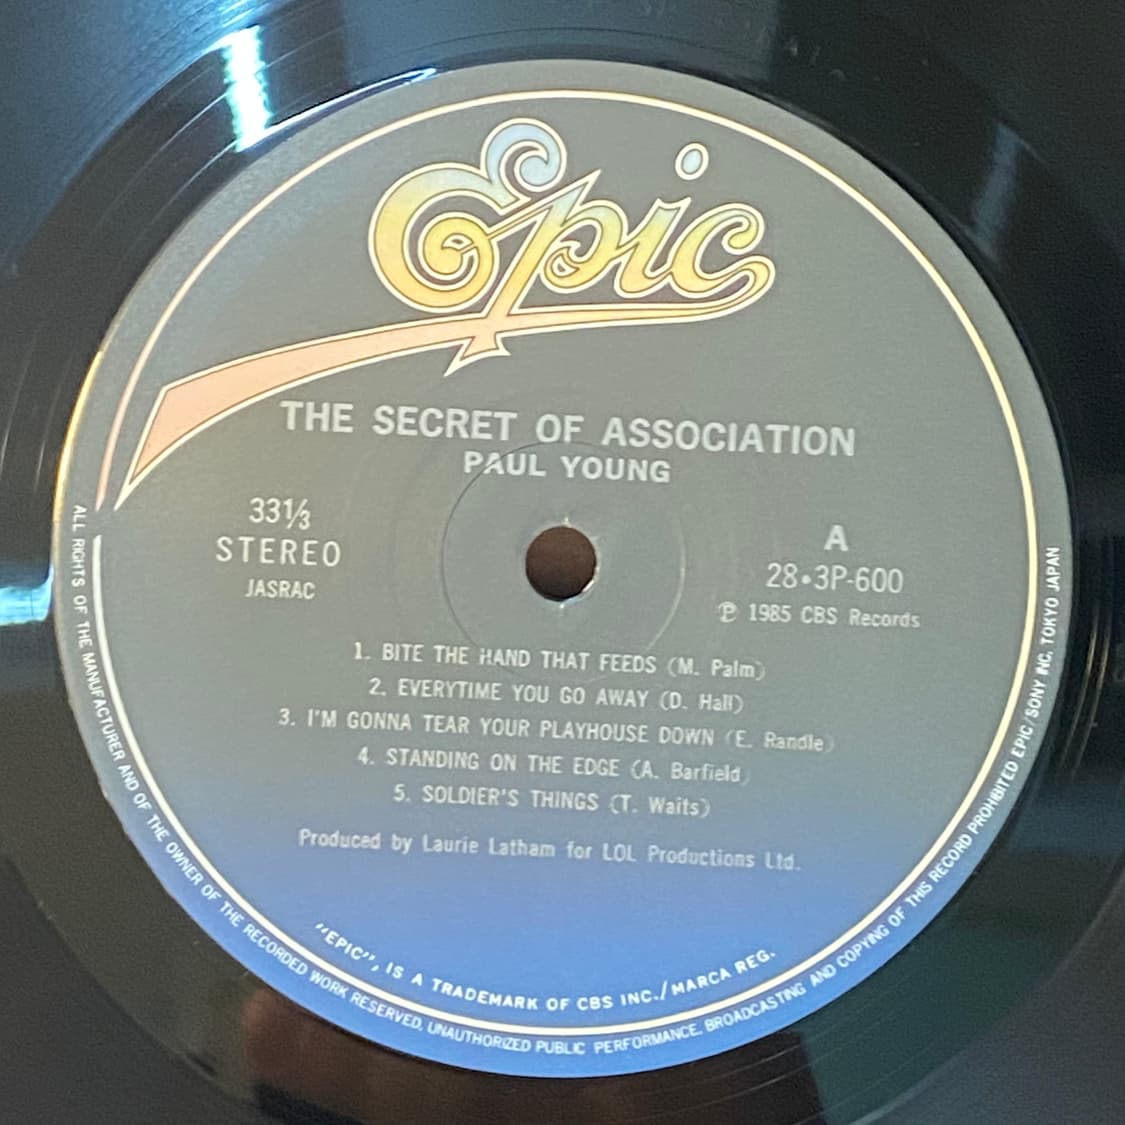 Epic
THE SECRET OF ASSOCIATION
PAUL YOUNG
33⅓
STEREO
JASRAC
A
28•3P-600
℗ 1985 CBS Records
1. BITE THE HAND THAT FEEDS (M. Palm)
2. EVERYTIME YOU GO AWAY (D. Hall)
3. I'M GONNA TEAR YOUR PLAYHOUSE DOWN (E. Randle)
4. STANDING ON THE EDGE (A. Barfield)
5. SOLDIER'S THINGS (T. Waits)
Produced by Laurie Latham for LOL Productions Ltd.
"EPIC", IS A TRADEMARK OF CBS INC./MARCA REG.
ALL RIGHTS OF THE MANUFACTURER AND OF THE OWNER OF THE RECORDED WORK RESERVED, UNAUTHORIZED PUBLIC PERFORMANCE, BROADCASTING AND COPYING OF THIS RECORD PROHIBITED EPIC/SONY INC. TOKYO JAPAN